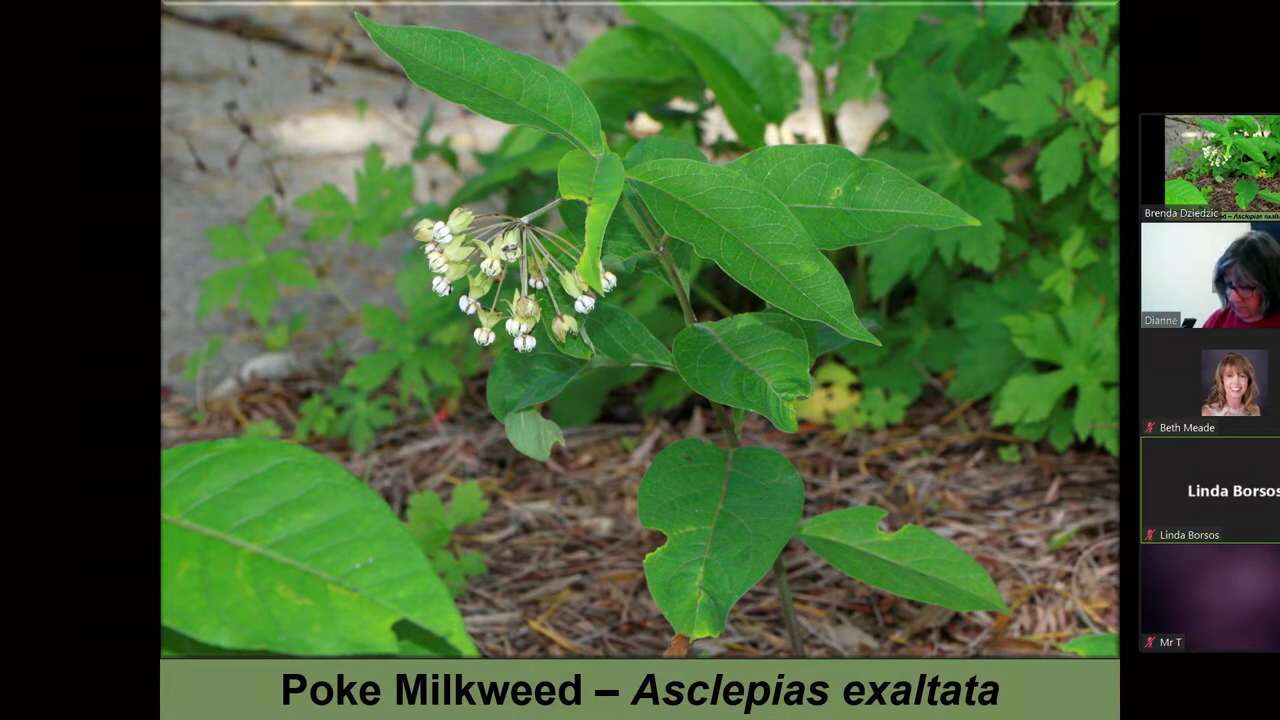 Poke Milkweed – Asclepias exaltata
Brenda Dziedzic
Dianne
Beth Meade
Linda Borsos
Linda Borsos
Mr T